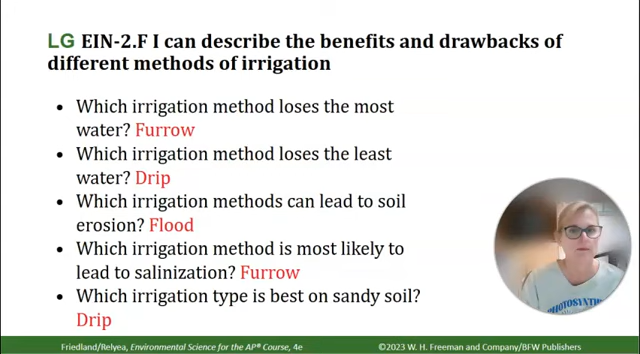 LG EIN-2.F I can describe the benefits and drawbacks of
different methods of irrigation
• Which irrigation method loses the most
water? Furrow
• Which irrigation method loses the least
water? Drip
• Which irrigation methods can lead to soil
erosion? Flood
• Which irrigation method is most likely to
lead to salinization? Furrow
• Which irrigation type is best on sandy soil?
Drip
Friedland/Relyea, Environmental Science for the AP® Course, 4e
©2023 W. H. Freeman and Company/BFW Publishers